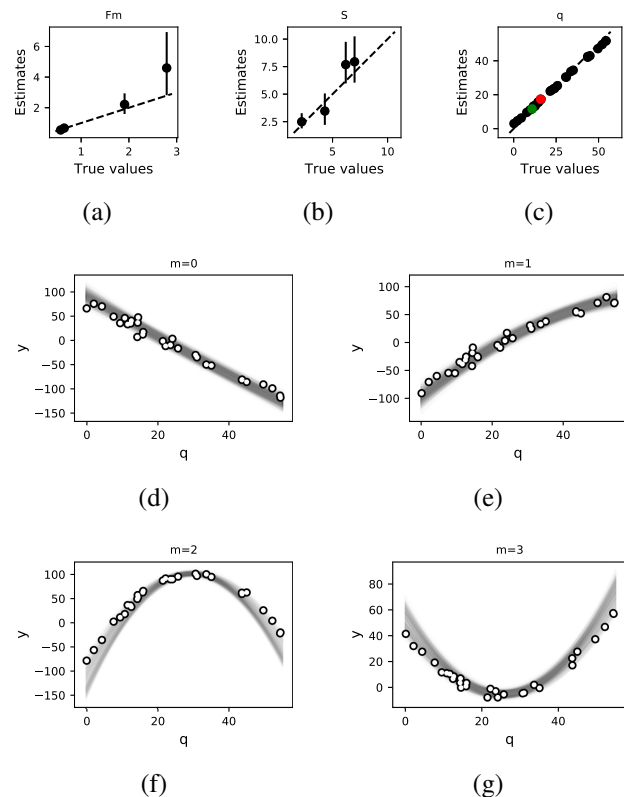 Fm
S
q
Estimates
6
4
2
1
2
3
True values
Estimates
10.0
7.5
5.0
2.5
5
10
True values
Estimates
40
20
0
0
25
50
True values
(a)
(b)
(c)
m=0
y
100
50
0
−50
−100
−150
0
20
40
q
(d)
m=1
y
100
50
0
−50
−100
0
20
40
q
(e)
m=2
y
100
50
0
−50
−100
−150
0
20
40
q
(f)
m=3
y
80
60
40
20
0
0
20
40
q
(g)